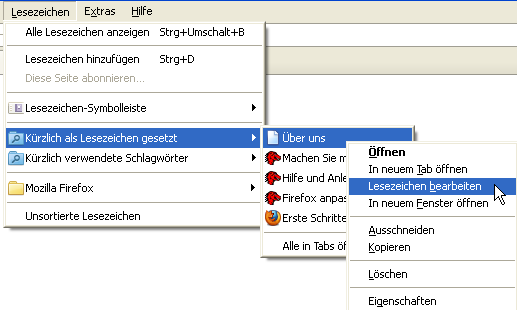 Lesezeichen Extras Hilfe
Alle Lesezeichen anzeigen Strg+Umschalt+B
Lesezeichen hinzufügen Strg+D
Diese Seite abonnieren...
Lesezeichen-Symbolleiste
Kürzlich als Lesezeichen gesetzt
Kürzlich verwendete Schlagwörter
Mozilla Firefox
Unsortierte Lesezeichen
Über uns
Machen Sie m
Hilfe und Anle
Firefox anpas
Erste Schritte
Alle in Tabs öf
Öffnen
In neuem Tab öffnen
Lesezeichen bearbeiten
In neuem Fenster öffnen
Ausschneiden
Kopieren
Löschen
Eigenschaften